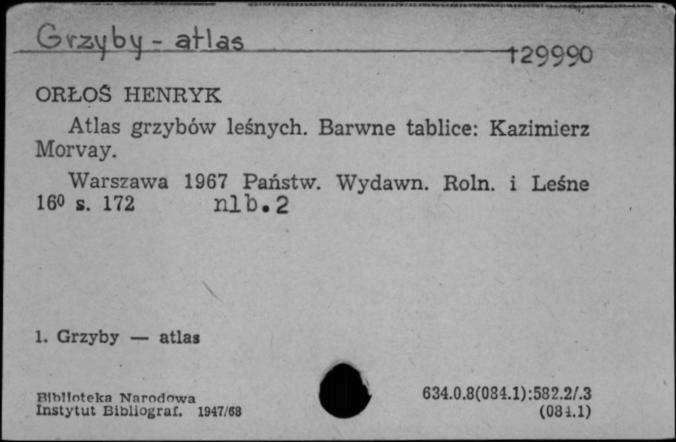 Grzyby - atlas
129990
ORŁOŚ HENRYK
Atlas grzybów leśnych. Barwne tablice: Kazimierz
Morvay.
Warszawa 1967 Państw. Wydawn. Roln. i Leśne
16⁰ s. 172 nlb.2
1. Grzyby — atlas
Biblioteka Narodowa
Instytut Bibliograf. 1947/68
634.0.8(084.1):582.2/.3
(084.1)